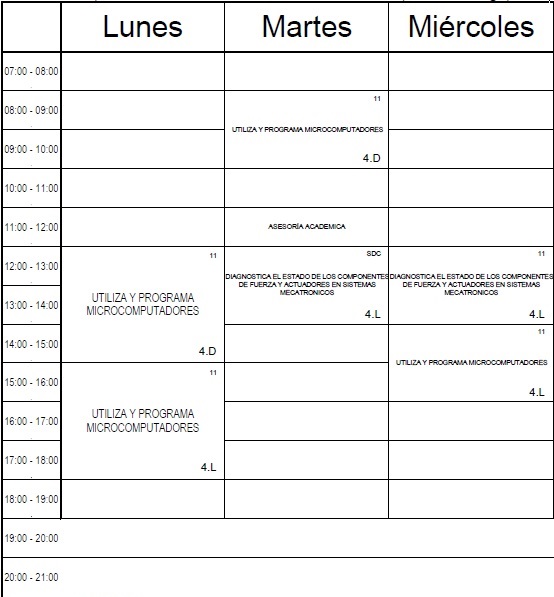 Lunes Martes Miércoles
07:00 - 08:00
08:00 - 09:00
11
UTILIZA Y PROGRAMA MICROCOMPUTADORES
4.D
09:00 - 10:00
10:00 - 11:00
11:00 - 12:00
ASESORÍA ACADEMICA
12:00 - 13:00
11
UTILIZA Y PROGRAMA
MICROCOMPUTADORES
4.D
SDC
DIAGNOSTICA EL ESTADO DE LOS COMPONENTES
DE FUERZA Y ACTUADORES EN SISTEMAS
MECATRONICOS
4.L
11
DIAGNOSTICA EL ESTADO DE LOS COMPONENTES
DE FUERZA Y ACTUADORES EN SISTEMAS
MECATRONICOS
4.L
13:00 - 14:00
14:00 - 15:00
11
UTILIZA Y PROGRAMA MICROCOMPUTADORES
4.L
15:00 - 16:00
11
UTILIZA Y PROGRAMA
MICROCOMPUTADORES
4.L
16:00 - 17:00
17:00 - 18:00
18:00 - 19:00
19:00 - 20:00
20:00 - 21:00